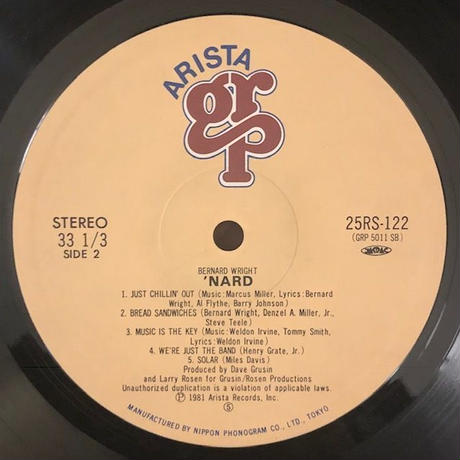 ARISTA
grp
STEREO
33 1/3
SIDE 2
25RS-122
(GRP 5011 SB)
BERNARD WRIGHT
'NARD
1. JUST CHILLIN' OUT (Music: Marcus Miller, Lyrics: Bernard
Wright, Al Flythe, Barry Johnson)
2. BREAD SANDWICHES (Bernard Wright, Denzel A. Miller, Jr.,
Steve Teele)
3. MUSIC IS THE KEY (Music: Weldon Irvine, Tommy Smith,
Lyrics: Weldon Irvine)
4. WE'RE JUST THE BAND (Henry Grate, Jr.)
5. SOLAR (Miles Davis)
Produced by Dave Grusin
and Larry Rosen for Grusin/Rosen Productions
Unauthorized duplication is a violation of applicable laws.
Ⓟ 1981 Arista Records, Inc.
Ⓢ
MANUFACTURED BY NIPPON PHONOGRAM CO., LTD., TOKYO